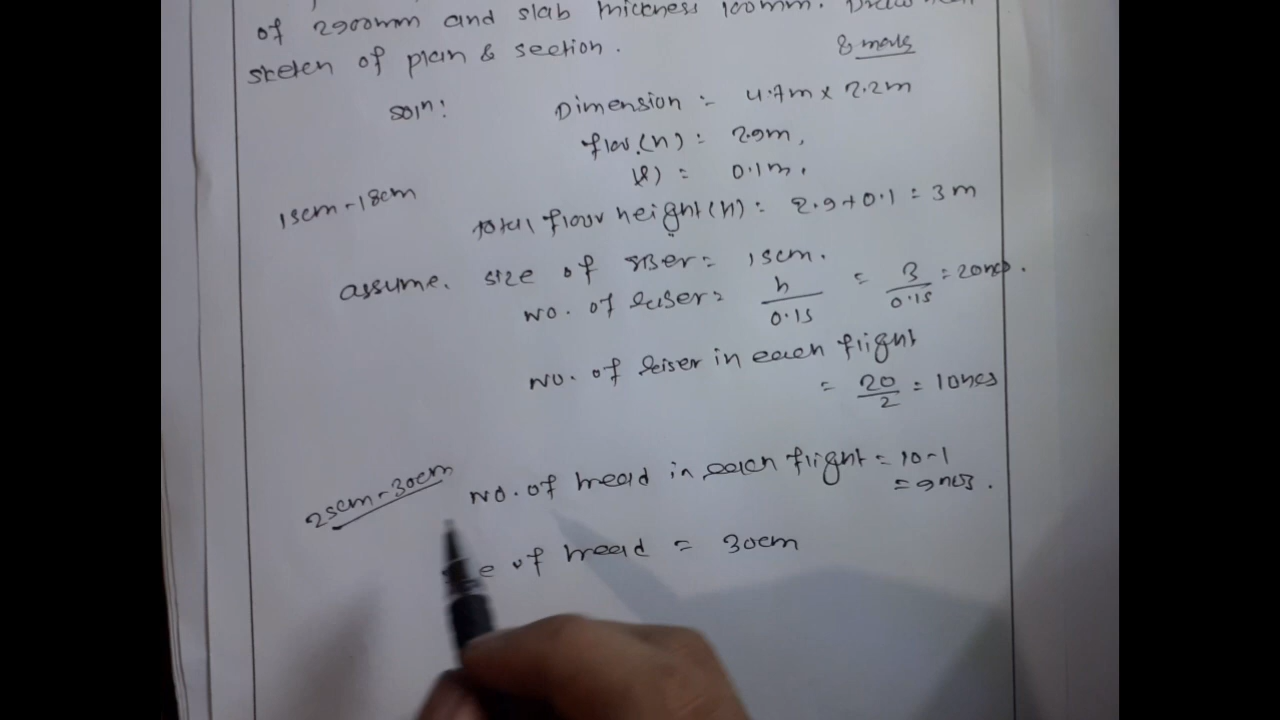 of 2900mm and slab thickness 100mm. Draw neat
sketch of plan & section.
8 marks
Soln:
Dimension :- 4.7m x 2.2m
floor (h) = 2.9m,
= 0.1m.
15cm - 18cm
total floor height (h) = 2.9+0.1 = 3m
assume. size of riser = 15cm.
no. of riser = h/0.15 = 3/0.15 = 20nos.
no. of riser in each flight
= 20/2 = 10nos
25cm - 30cm
no. of tread in each flight = 10-1
= 9nos.
of tread = 30cm